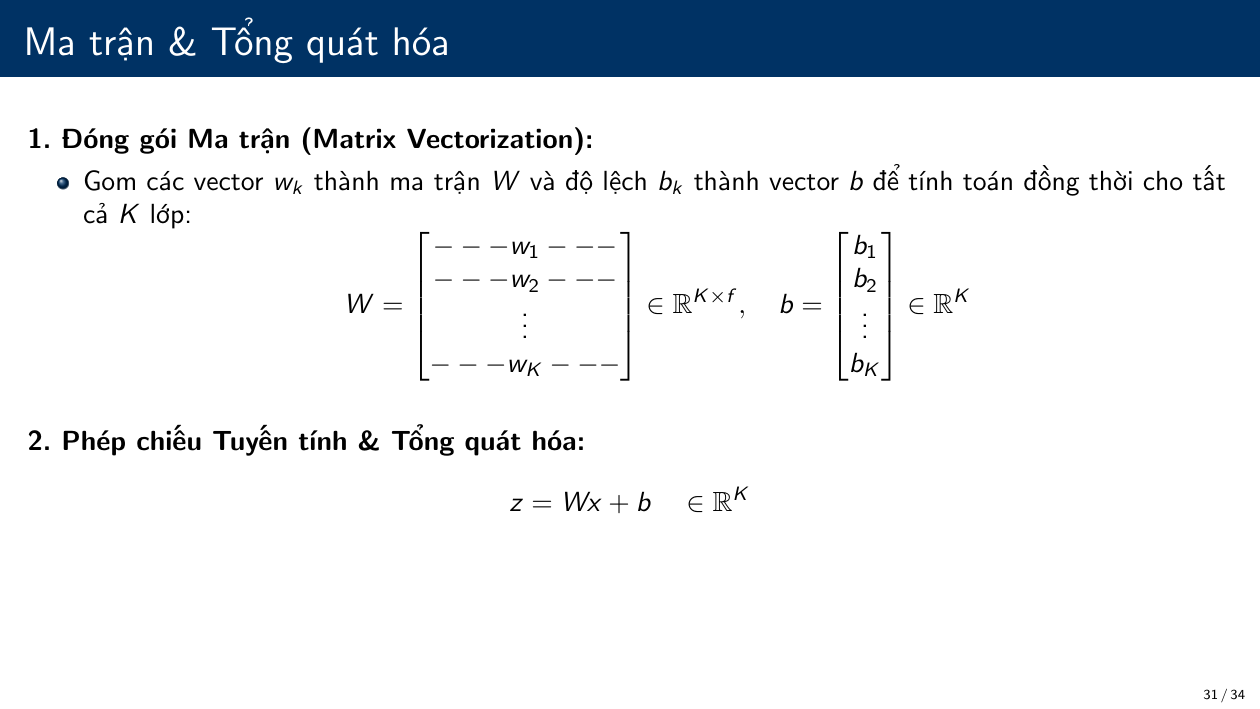 Ma trận & Tổng quát hóa
1. Đóng gói Ma trận (Matrix Vectorization):
Gom các vector w_k thành ma trận W và độ lệch b_k thành vector b để tính toán đồng thời cho tất
cả K lớp:
W = [ − − −w_1 − −− ; − − −w_2 − −− ; ⋮ ; − − −w_K − −− ] ∈ ℝ^{K×f}, b = [ b_1 ; b_2 ; ⋮ ; b_K ] ∈ ℝ^K
2. Phép chiếu Tuyến tính & Tổng quát hóa:
z = Wx + b ∈ ℝ^K
31 / 34